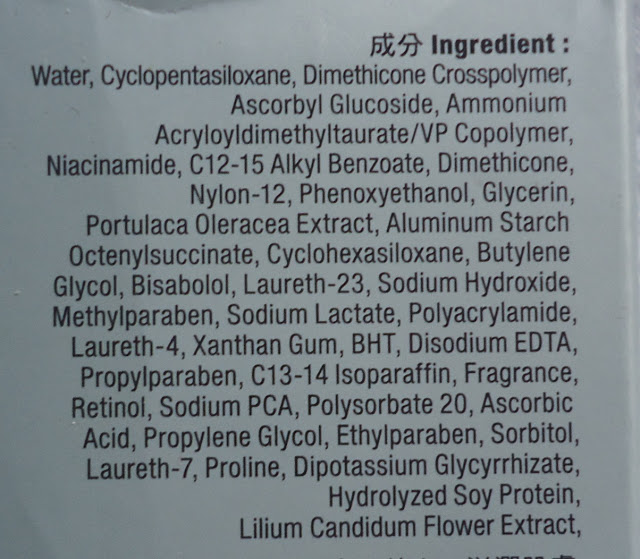 成分 Ingredient :
Water, Cyclopentasiloxane, Dimethicone Crosspolymer,
Ascorbyl Glucoside, Ammonium
Acryloyldimethyltaurate/VP Copolymer,
Niacinamide, C12-15 Alkyl Benzoate, Dimethicone,
Nylon-12, Phenoxyethanol, Glycerin,
Portulaca Oleracea Extract, Aluminum Starch
Octenylsuccinate, Cyclohexasiloxane, Butylene
Glycol, Bisabolol, Laureth-23, Sodium Hydroxide,
Methylparaben, Sodium Lactate, Polyacrylamide,
Laureth-4, Xanthan Gum, BHT, Disodium EDTA,
Propylparaben, C13-14 Isoparaffin, Fragrance,
Retinol, Sodium PCA, Polysorbate 20, Ascorbic
Acid, Propylene Glycol, Ethylparaben, Sorbitol,
Laureth-7, Proline, Dipotassium Glycyrrhizate,
Hydrolyzed Soy Protein,
Lilium Candidum Flower Extract,